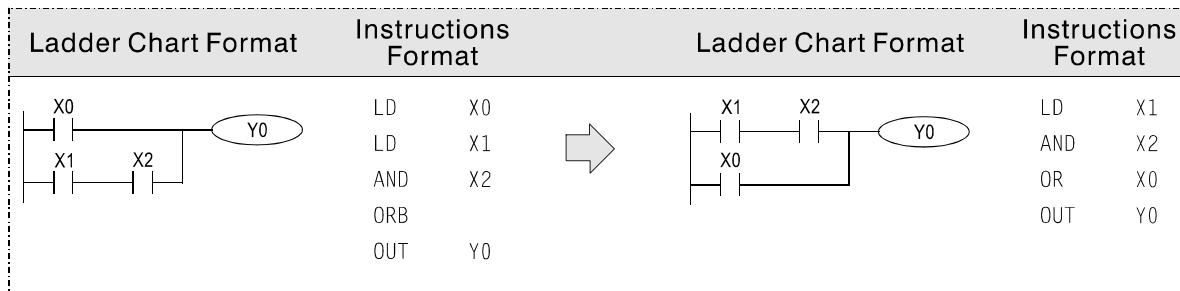 Ladder Chart Format
Instructions
Format
Ladder Chart Format
Instructions
Format
X0
Y0
X1 X2
LD X0
LD X1
AND X2
ORB
OUT Y0
X1 X2
Y0
X0
LD X1
AND X2
OR X0
OUT Y0